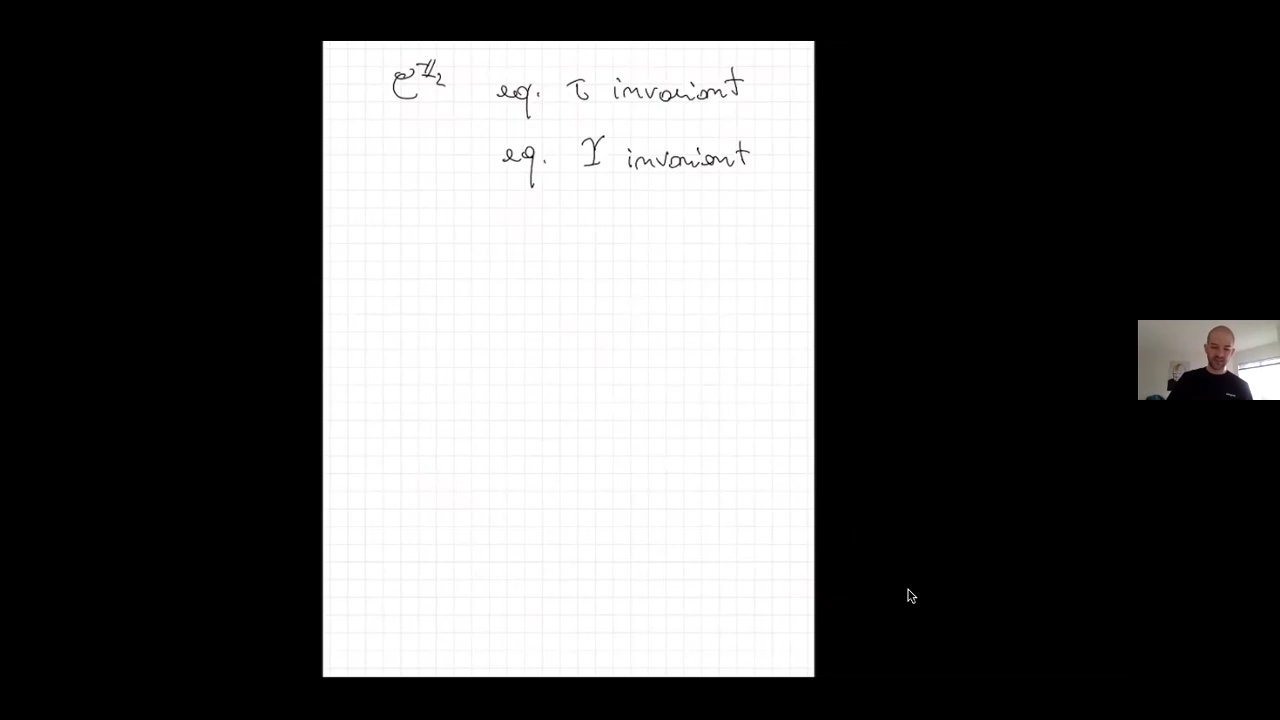 𝒞^ℤ₂ eq. τ invariant
eq. ϒ invariant